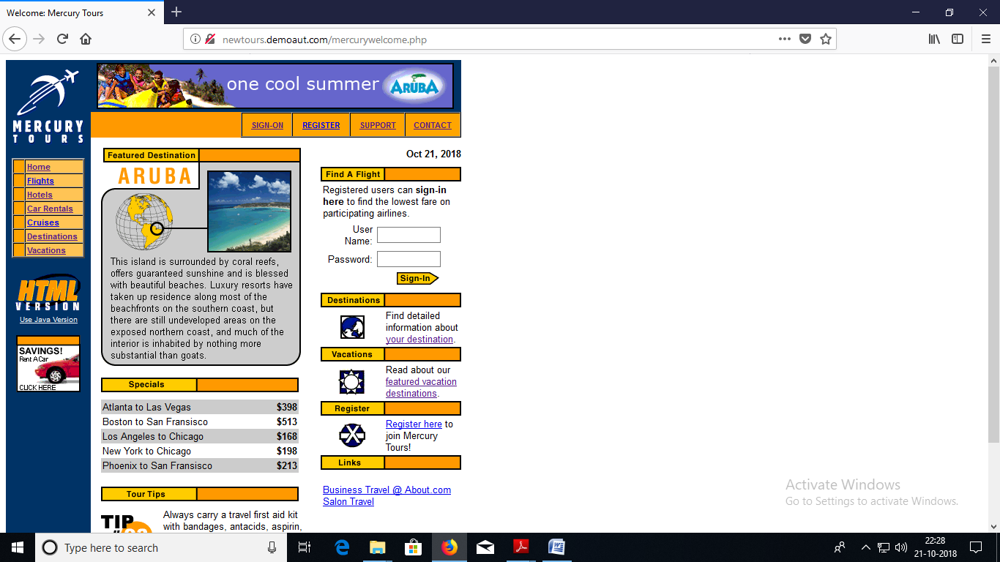 Welcome: Mercury Tours
newtours.demoaut.com/mercurywelcome.php
one cool summer ARUBA
MERCURY
TOURS
SIGN-ON REGISTER SUPPORT CONTACT
Home
Flights
Hotels
Car Rentals
Cruises
Destinations
Vacations
HTML
VERSION
Use Java Version
SAVINGS!
Rent A Car
CLICK HERE
Featured Destination
ARUBA
This island is surrounded by coral reefs,
offers guaranteed sunshine and is blessed
with beautiful beaches. Luxury resorts have
taken up residence along most of the
beachfronts on the southern coast, but
there are still undeveloped areas on the
exposed northern coast, and much of the
interior is inhabited by nothing more
substantial than goats.
Specials
Atlanta to Las Vegas $398
Boston to San Fransisco $513
Los Angeles to Chicago $168
New York to Chicago $198
Phoenix to San Fransisco $213
Tour Tips
TIP
Always carry a travel first aid kit
with bandages, antacids, aspirin,
Oct 21, 2018
Find A Flight
Registered users can sign-in
here to find the lowest fare on
participating airlines.
User
Name:
Password:
Sign-In
Destinations
Find detailed
information about
your destination.
Vacations
Read about our
featured vacation
destinations.
Register
Register here to
join Mercury
Tours!
Links
Business Travel @ About.com
Salon Travel
Activate Windows
Go to Settings to activate Windows.
Type here to search
22:28
21-10-2018